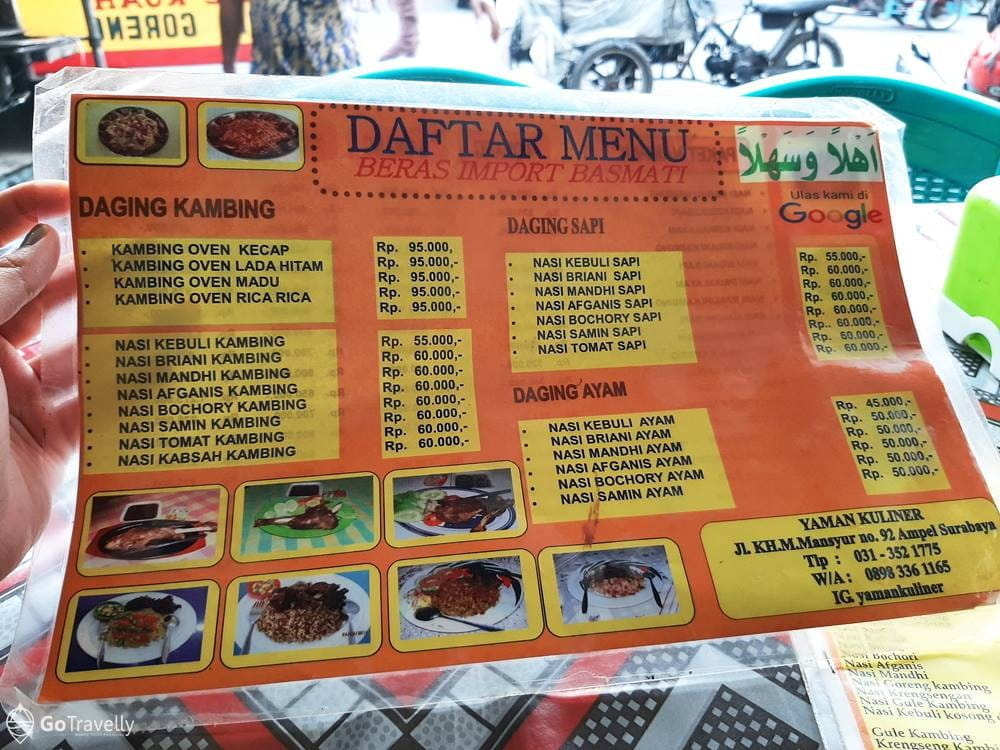 RUAH
GORENG
DAFTAR MENU
BERAS IMPORT BASMATI
اهلا وسهلا
Ulas kami di
Google
DAGING KAMBING
KAMBING OVEN KECAP
KAMBING OVEN LADA HITAM
KAMBING OVEN MADU
KAMBING OVEN RICA RICA
Rp. 95.000,-
Rp. 95.000,-
Rp. 95.000,-
Rp. 95.000,-
Rp. 95.000,-
NASI KEBULI KAMBING
NASI BRIANI KAMBING
NASI MANDHI KAMBING
NASI AFGANIS KAMBING
NASI BOCHORY KAMBING
NASI SAMIN KAMBING
NASI TOMAT KAMBING
NASI KABSAH KAMBING
Rp. 55.000,-
Rp. 60.000,-
Rp. 60.000,-
Rp. 60.000,-
Rp. 60.000,-
Rp. 60.000,-
Rp. 60.000,-
Rp. 60.000,-
DAGING SAPI
NASI KEBULI SAPI
NASI BRIANI SAPI
NASI MANDHI SAPI
NASI AFGANIS SAPI
NASI BOCHORY SAPI
NASI SAMIN SAPI
NASI TOMAT SAPI
Rp. 55.000,-
Rp. 60.000,-
Rp. 60.000,-
Rp. 60.000,-
Rp. 60.000,-
Rp.. 60.000,-
Rp. 60.000,-
Rp. 60.000,-
DAGING AYAM
NASI KEBULI AYAM
NASI BRIANI AYAM
NASI MANDHI AYAM
NASI AFGANIS AYAM
NASI BOCHORY AYAM
NASI SAMIN AYAM
Rp. 45.000,-
Rp. 50.000,-
Rp. 50.000,-
Rp. 50.000,-
Rp. 50.000,-
YAMAN KULINER
Jl. KH.M.Mansyur no. 92 Ampel Surabaya
Tlp : 031 - 352 1775
W/A : 0898 336 1165
IG yamankuliner
Nasi Bochori
Nasi Afganis
Nasi Mandhi
Nasi Goreng kambing
Nasi Krengsengan
Nasi Gule Kambing
Nasi Kebuli kosong
Gule Kambing
Krengseng
GoTravelly